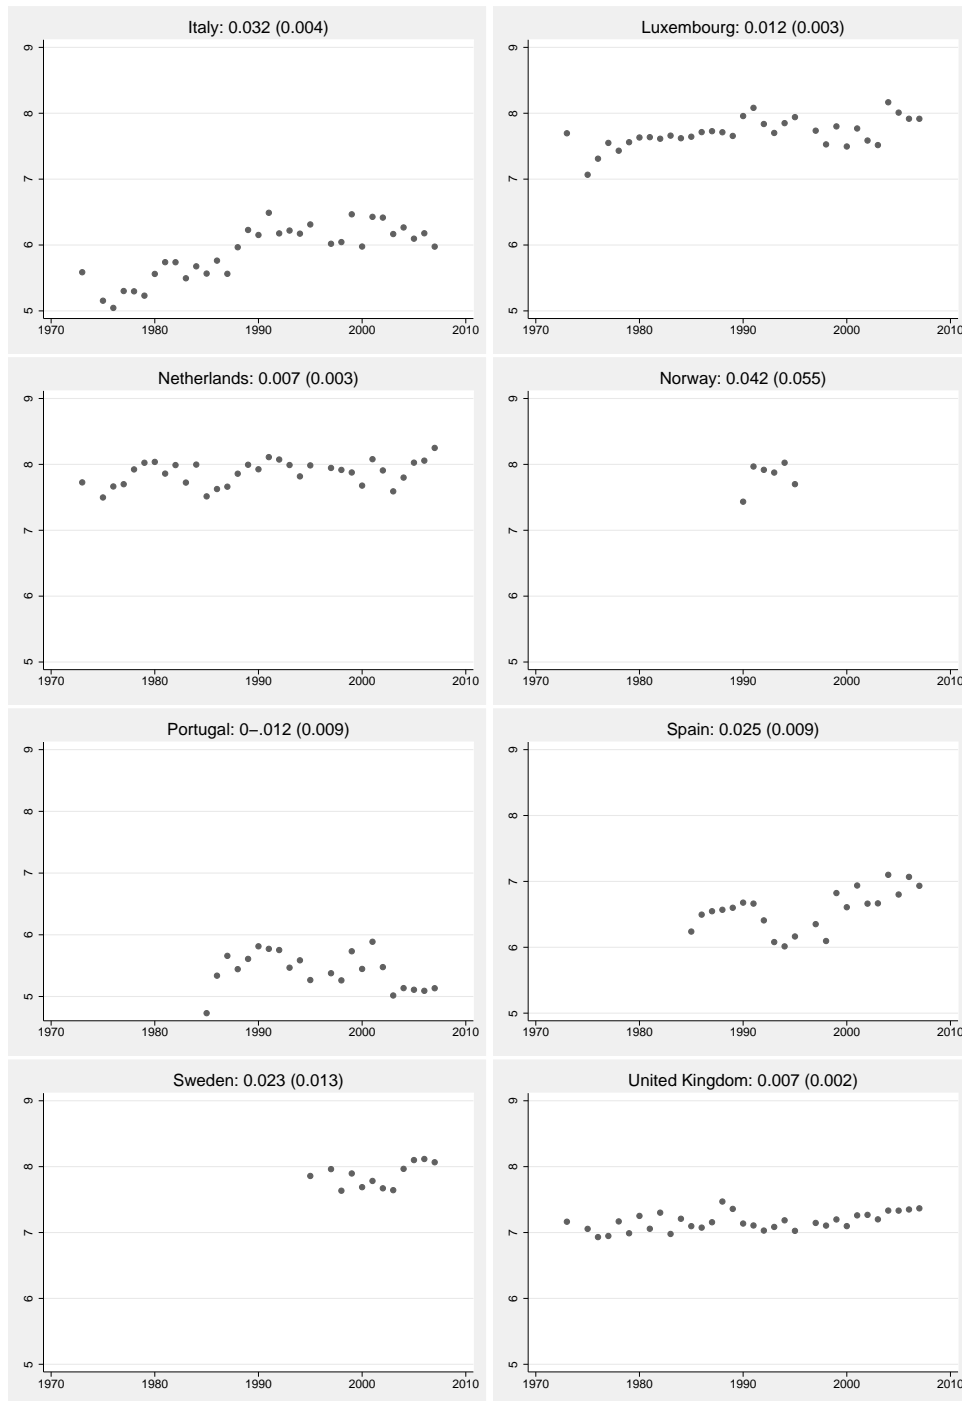 Italy: 0.032 (0.004)
9
8
7
6
5
1970 1980 1990 2000 2010
Luxembourg: 0.012 (0.003)
9
8
7
6
5
1970 1980 1990 2000 2010
Netherlands: 0.007 (0.003)
9
8
7
6
5
1970 1980 1990 2000 2010
Norway: 0.042 (0.055)
9
8
7
6
5
1970 1980 1990 2000 2010
Portugal: 0−.012 (0.009)
9
8
7
6
5
1970 1980 1990 2000 2010
Spain: 0.025 (0.009)
9
8
7
6
5
1970 1980 1990 2000 2010
Sweden: 0.023 (0.013)
9
8
7
6
5
1970 1980 1990 2000 2010
United Kingdom: 0.007 (0.002)
9
8
7
6
5
1970 1980 1990 2000 2010